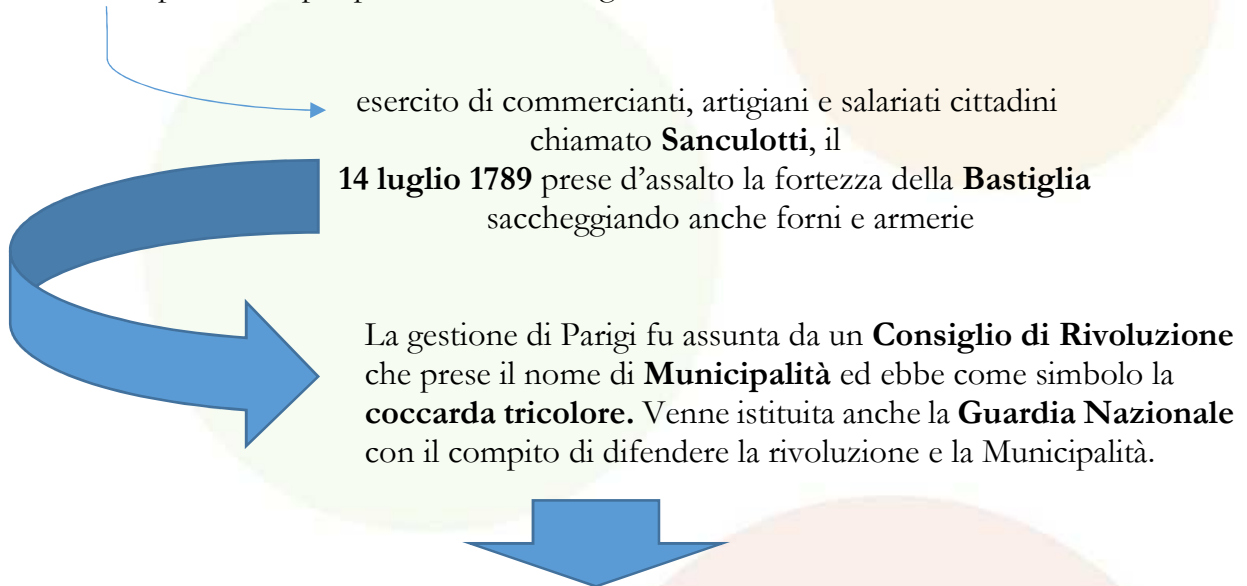 esercito di commercianti, artigiani e salariati cittadini
chiamato Sanculotti, il
14 luglio 1789 prese d’assalto la fortezza della Bastiglia
saccheggiando anche forni e armerie
La gestione di Parigi fu assunta da un Consiglio di Rivoluzione
che prese il nome di Municipalità ed ebbe come simbolo la
coccarda tricolore. Venne istituita anche la Guardia Nazionale
con il compito di difendere la rivoluzione e la Municipalità.